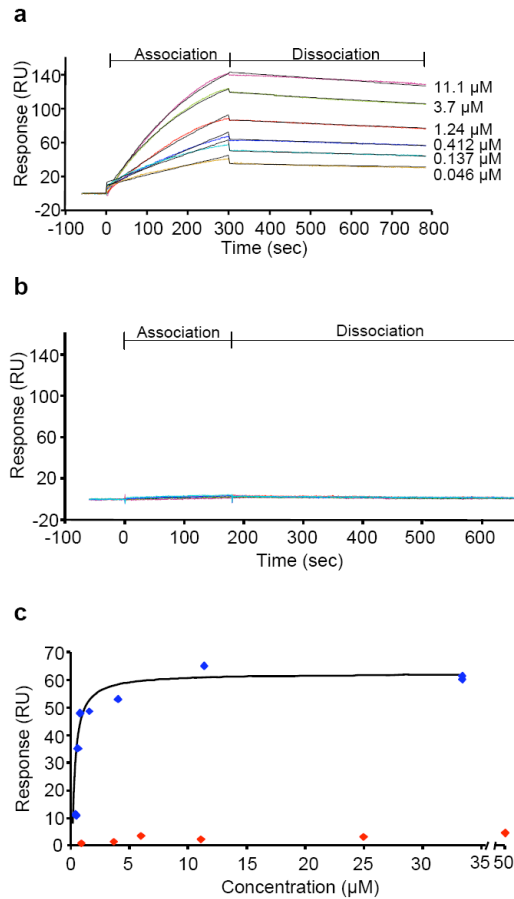 a
Association Dissociation
Response (RU)
140
100
60
20
-20
11.1 µM
3.7 µM
1.24 µM
0.412 µM
0.137 µM
0.046 µM
-100 0 100 200 300 400 500 600 700 800
Time (sec)
b
Association Dissociation
Response (RU)
140
100
60
20
-20
-100 0 100 200 300 400 500 600
Time (sec)
c
Response (RU)
70
60
50
40
30
20
10
0
0 5 10 15 20 25 30 35 50
Concentration (µM)